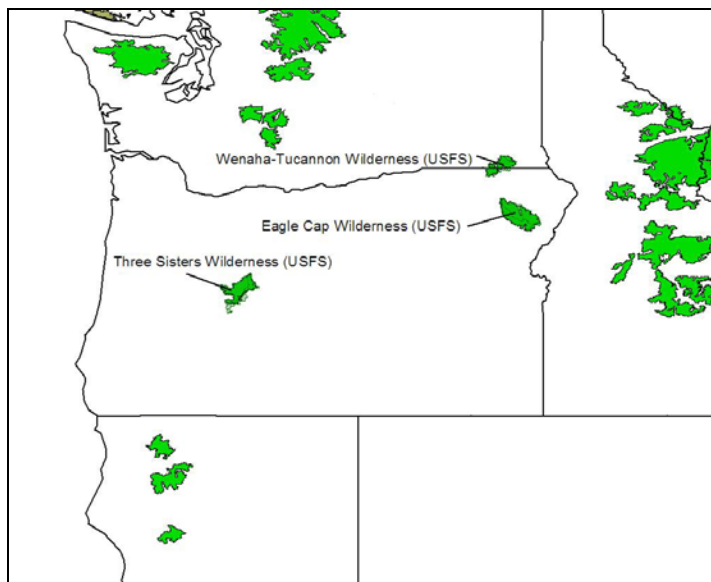 Wenaha-Tucannon Wilderness (USFS)
Eagle Cap Wilderness (USFS)
Three Sisters Wilderness (USFS)